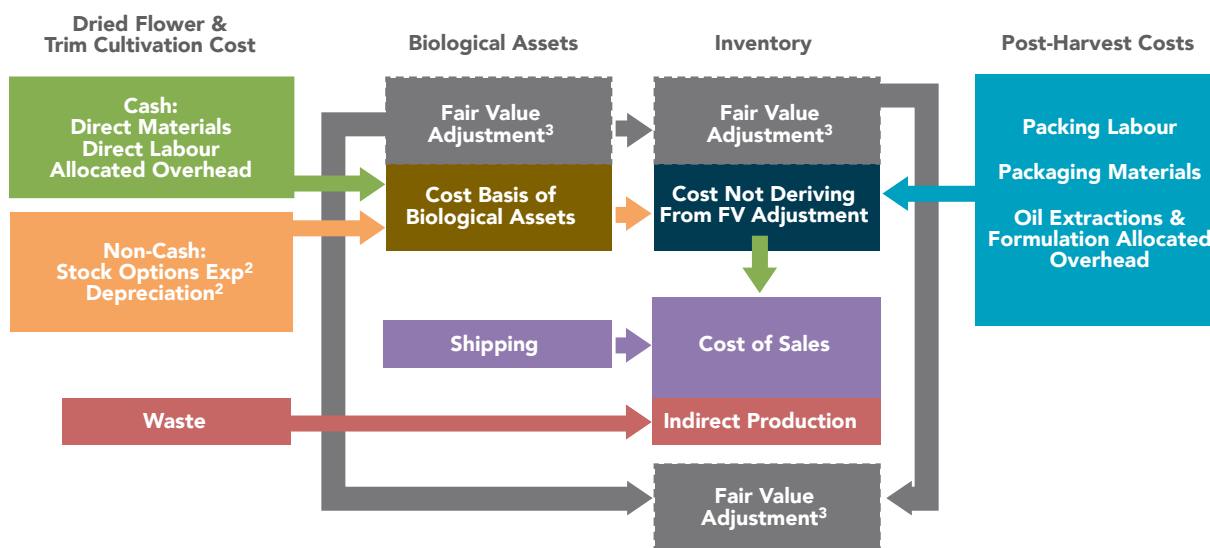 Dried Flower &
Trim Cultivation Cost
Biological Assets
Inventory
Post-Harvest Costs
Cash:
Direct Materials
Direct Labour
Allocated Overhead
Fair Value
Adjustment³
Fair Value
Adjustment³
Packing Labour
Packaging Materials
Oil Extractions &
Formulation Allocated
Overhead
Cost Basis of
Biological Assets
Cost Not Deriving
From FV Adjustment
Non-Cash:
Stock Options Exp²
Depreciation²
Shipping
Cost of Sales
Waste
Indirect Production
Fair Value
Adjustment³